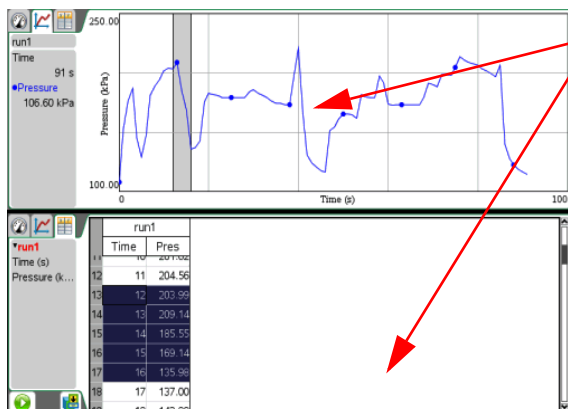 250.00
run1
Time
91 s
Pressure
106.60 kPa
Pressure (kPa)
100.00
0
Time (s)
100
run1
Time (s)
Pressure (k...
run1
Time Pres
12 11 204.56
13 12 203.99
14 13 209.14
15 14 185.55
16 15 169.14
17 16 135.98
18 17 137.00